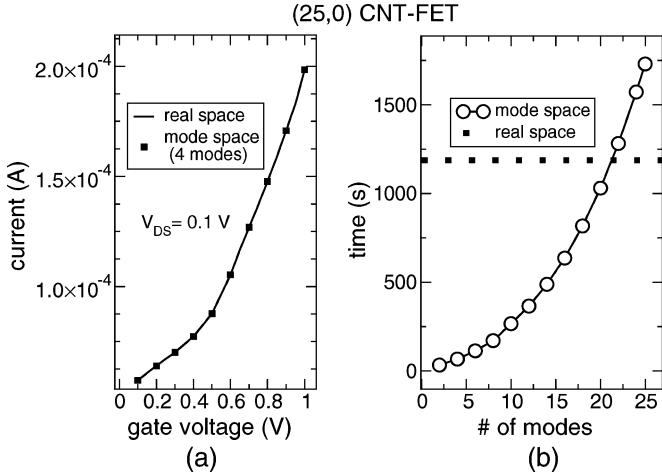 (25,0) CNT-FET
2.0×10⁻⁴
1.5×10⁻⁴
1.0×10⁻⁴
current (A)
real space
mode space
(4 modes)
V_DS= 0.1 V
0 0.2 0.4 0.6 0.8 1
gate voltage (V)
(a)
1500
1000
500
0
time (s)
mode space
real space
0 5 10 15 20 25
# of modes
(b)